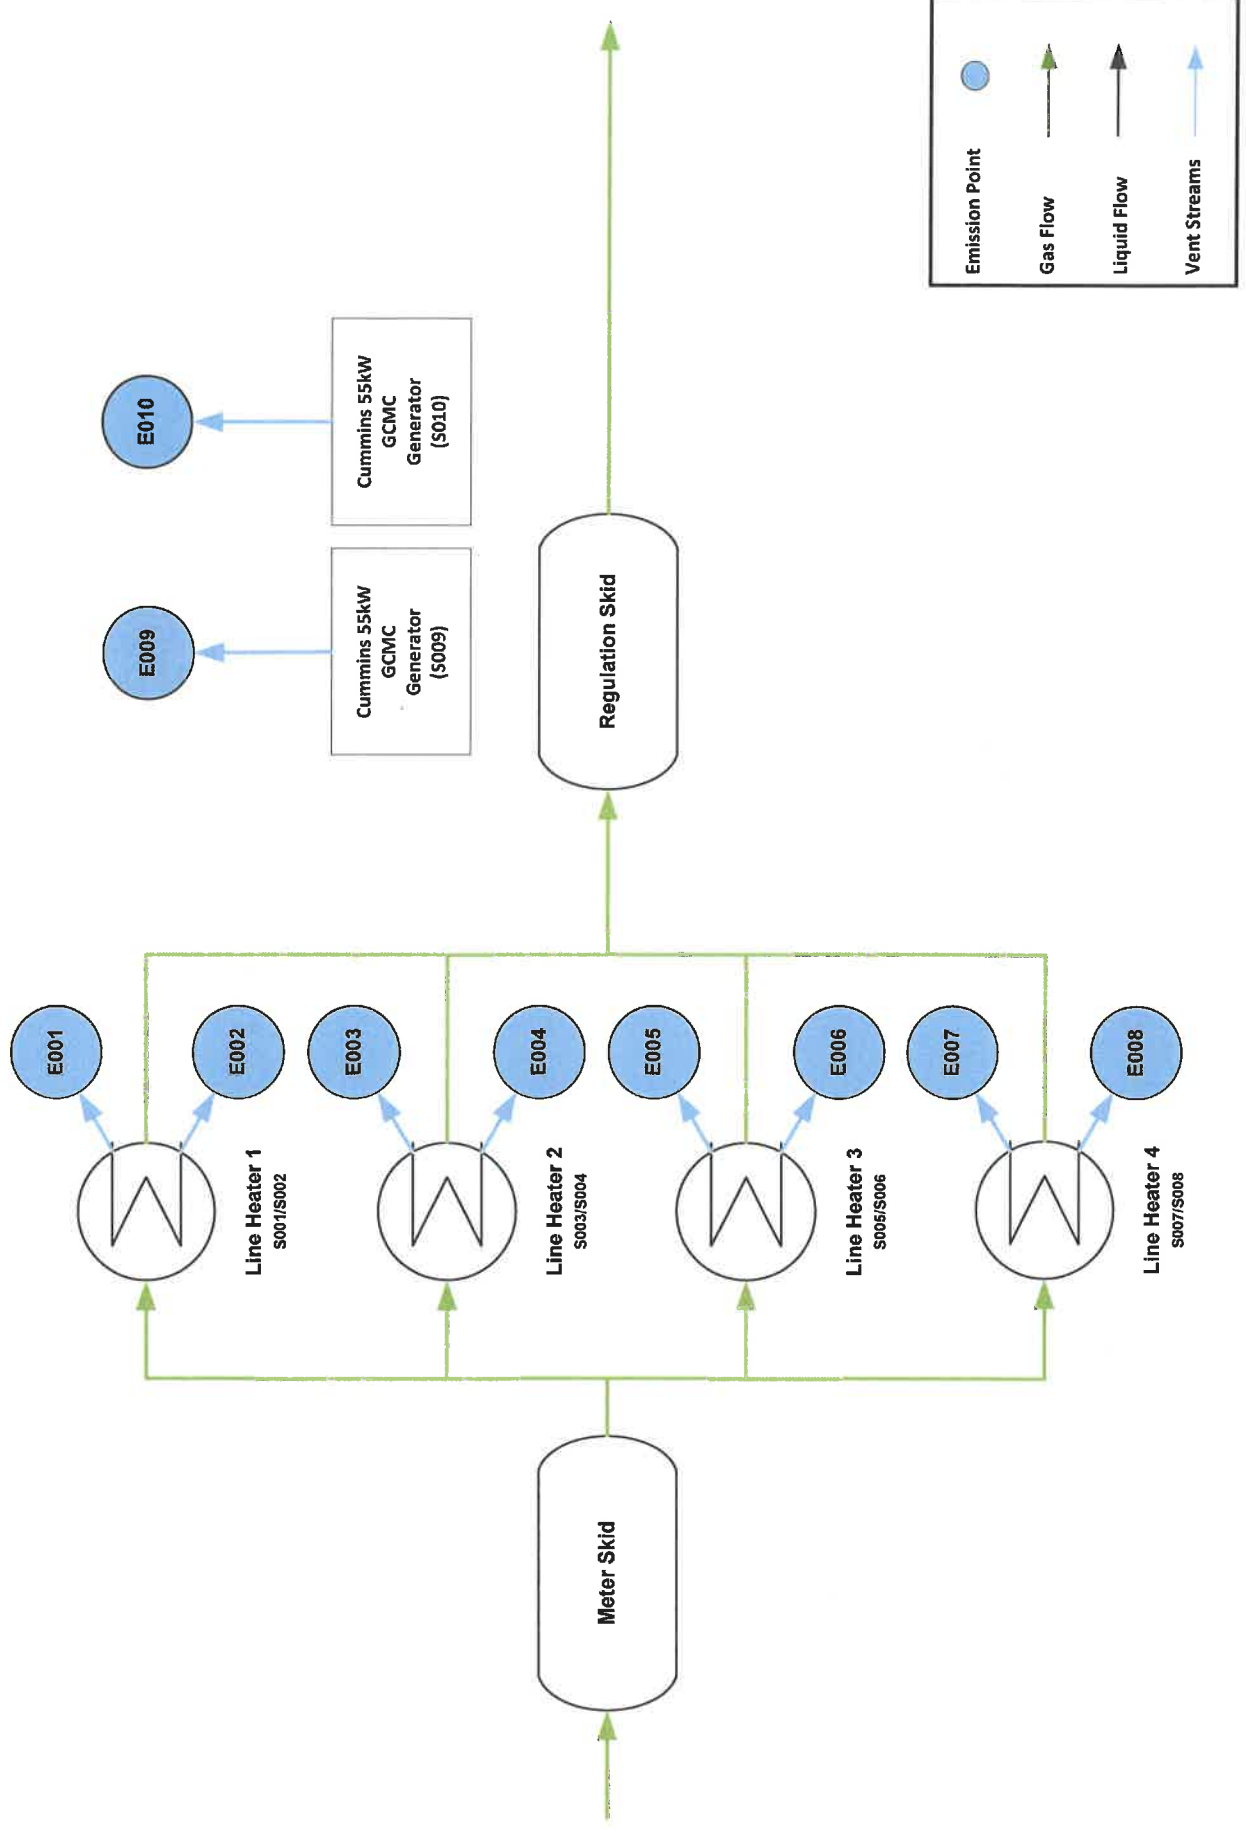 Meter Skid
E001
E002
Line Heater 1
S001/S002
E003
E004
Line Heater 2
S003/S004
E005
E006
Line Heater 3
S005/S006
E007
E008
Line Heater 4
S007/S008
Regulation Skid
E009
Cummins 55kW
GCMC
Generator
(S009)
E010
Cummins 55kW
GCMC
Generator
(S010)
Emission Point
Gas Flow
Liquid Flow
Vent Streams